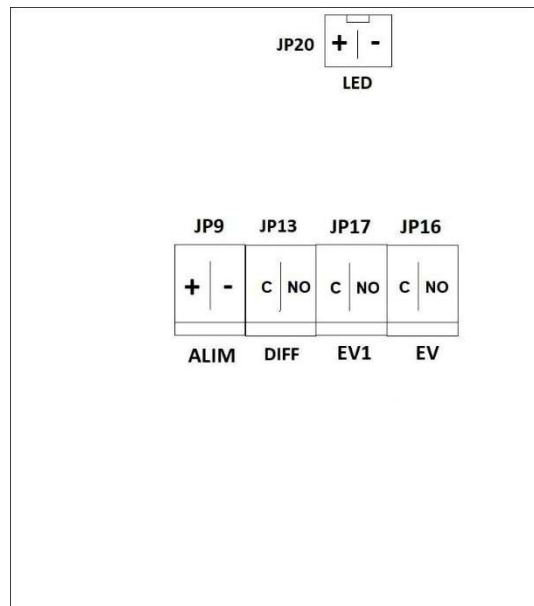 JP20 + -
LED
JP9 JP13 JP17 JP16
+ - C NO C NO C NO
ALIM DIFF EV1 EV